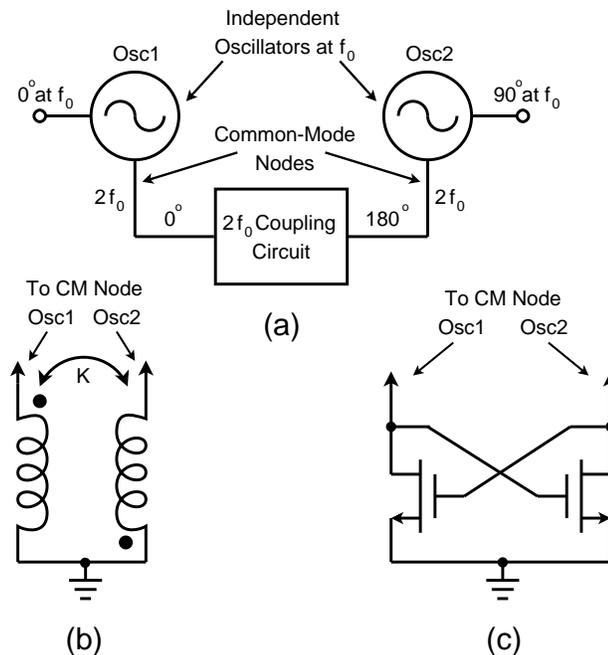 Independent
Oscillators at f0
Osc1
Osc2
0° at f0
90° at f0
Common-Mode
Nodes
2f0
2f0
0°
2f0 Coupling
Circuit
180°
(a)
To CM Node
Osc1 Osc2
K
(b)
To CM Node
Osc1 Osc2
(c)